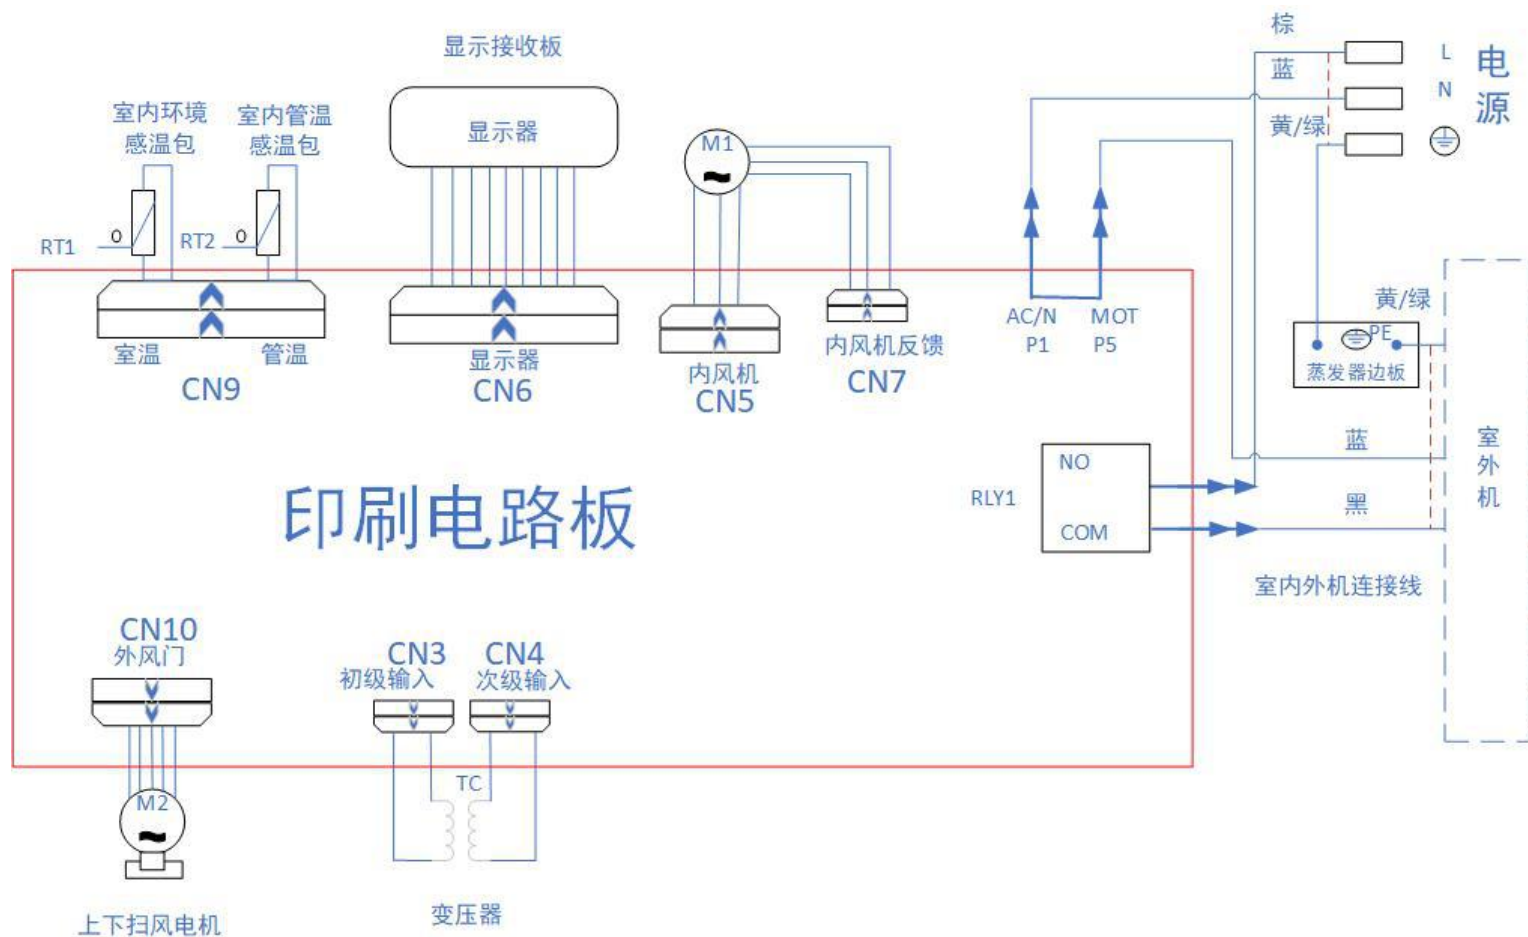 显示接收板
显示器
室内环境
感温包
室内管温
感温包
RT1
0
RT2
0
M1
棕
蓝
黄/绿
L
N
电
源
室温
管温
CN9
显示器
CN6
内风机
CN5
内风机反馈
CN7
AC/N
P1
MOT
P5
黄/绿
PE
蒸发器边板
蓝
黑
室
外
机
室内外机连接线
RLY1
NO
COM
印刷电路板
CN10
外风门
M2
上下扫风电机
CN3
初级输入
CN4
次级输入
TC
变压器